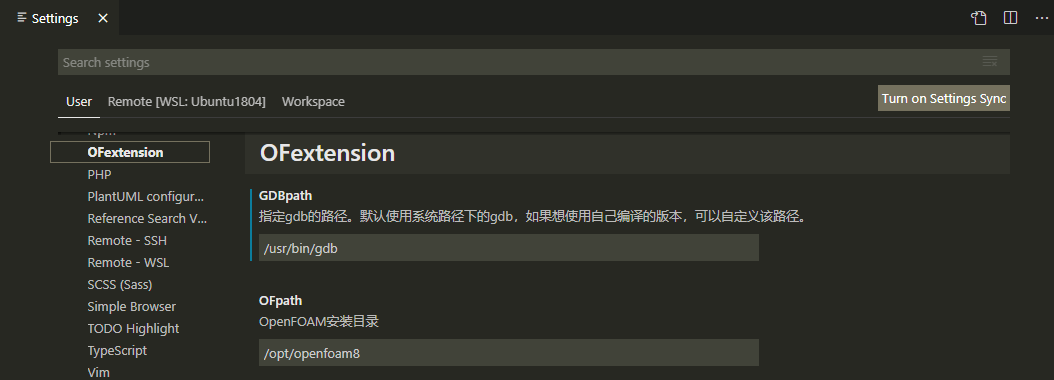 Settings
Search settings
User Remote [WSL: Ubuntu1804] Workspace Turn on Settings Sync
Npm
OFextension
PHP
PlantUML configur...
Reference Search V...
Remote - SSH
Remote - WSL
SCSS (Sass)
Simple Browser
TODO Highlight
TypeScript
Vim
OFextension
GDBpath
指定gdb的路径。默认使用系统路径下的gdb，如果想使用自己编译的版本，可以自定义该路径。
/usr/bin/gdb
OFpath
OpenFOAM安装目录
/opt/openfoam8